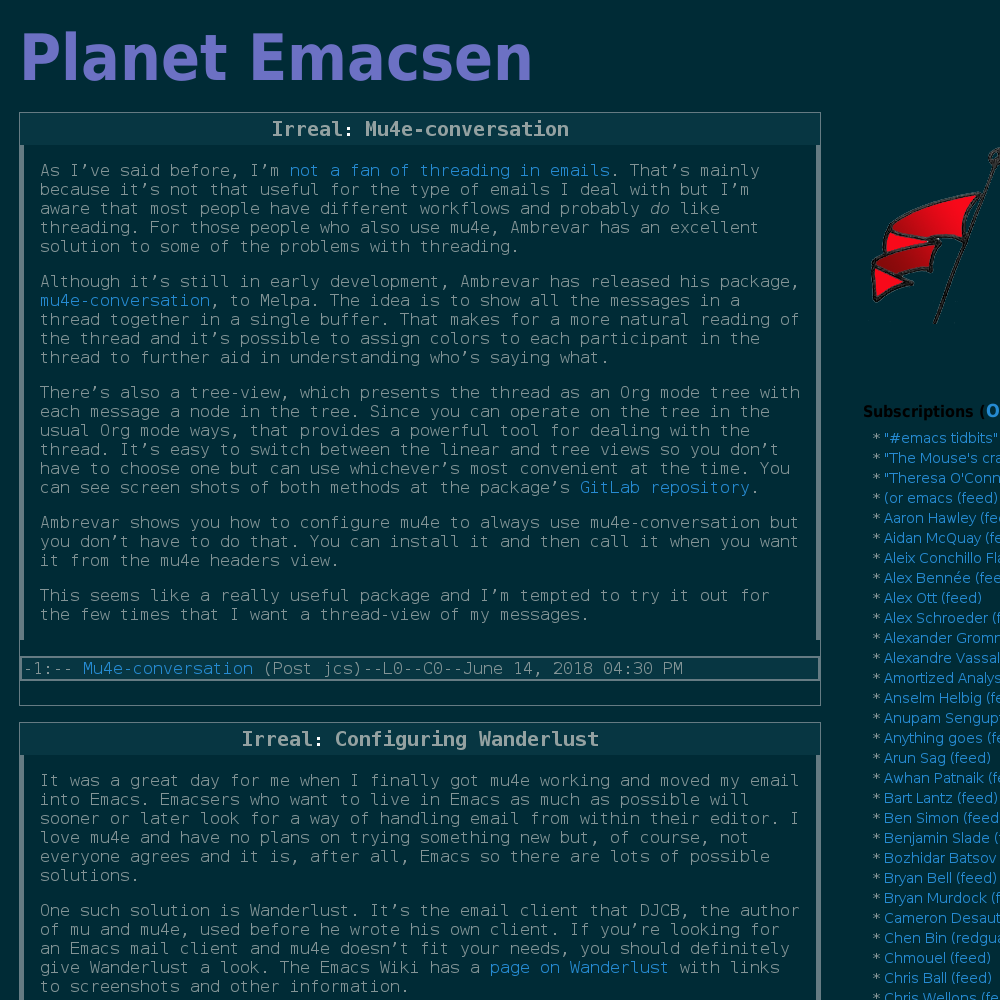 Planet Emacsen
Irreal: Mu4e-conversation
As I’ve said before, I’m not a fan of threading in emails. That’s mainly
because it’s not that useful for the type of emails I deal with but I’m
aware that most people have different workflows and probably do like
threading. For those people who also use mu4e, Ambrevar has an excellent
solution to some of the problems with threading.
Although it’s still in early development, Ambrevar has released his package,
mu4e-conversation, to Melpa. The idea is to show all the messages in a
thread together in a single buffer. That makes for a more natural reading of
the thread and it’s possible to assign colors to each participant in the
thread to further aid in understanding who’s saying what.
There’s also a tree-view, which presents the thread as an Org mode tree with
each message a node in the tree. Since you can operate on the tree in the
usual Org mode ways, that provides a powerful tool for dealing with the
thread. It’s easy to switch between the linear and tree views so you don’t
have to choose one but can use whichever’s most convenient at the time. You
can see screen shots of both methods at the package’s GitLab repository.
Ambrevar shows you how to configure mu4e to always use mu4e-conversation but
you don’t have to do that. You can install it and then call it when you want
it from the mu4e headers view.
This seems like a really useful package and I’m tempted to try it out for
the few times that I want a thread-view of my messages.
-1:-- Mu4e-conversation (Post jcs)--L0--C0--June 14, 2018 04:30 PM
Irreal: Configuring Wanderlust
It was a great day for me when I finally got mu4e working and moved my email
into Emacs. Emacsers who want to live in Emacs as much as possible will
sooner or later look for a way of handling email from within their editor. I
love mu4e and have no plans on trying something new but, of course, not
everyone agrees and it is, after all, Emacs so there are lots of possible
solutions.
One such solution is Wanderlust. It’s the email client that DJCB, the author
of mu and mu4e, used before he wrote his own client. If you’re looking for
an Emacs mail client and mu4e doesn’t fit your needs, you should definitely
give Wanderlust a look. The Emacs Wiki has a page on Wanderlust with links
to screenshots and other information.
Subscriptions (O
* "#emacs tidbits"
* "The Mouse's cra
* "Theresa O'Conn
* (or emacs (feed)
* Aaron Hawley (fe
* Aidan McQuay (fe
* Aleix Conchillo Fla
* Alex Bennée (fee
* Alex Ott (feed)
* Alex Schroeder (f
* Alexander Gromn
* Alexandre Vassal
* Amortized Analys
* Anselm Helbig (fe
* Anupam Sengup
* Anything goes (fe
* Arun Sag (feed)
* Awhan Patnaik (fe
* Bart Lantz (feed)
* Ben Simon (feed
* Benjamin Slade (
* Bozhidar Batsov
* Bryan Bell (feed)
* Bryan Murdock (f
* Cameron Desaut
* Chen Bin (redgua
* Chmouel (feed)
* Chris Ball (feed)
* Chris Wellons (fe